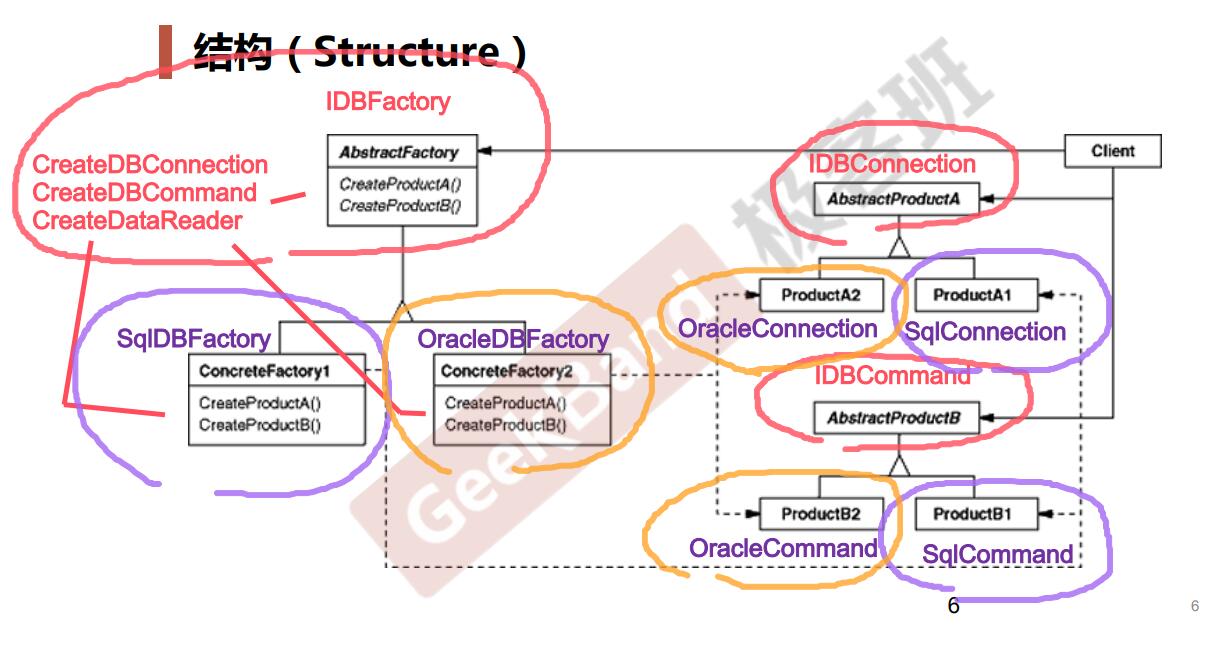 结构（Structure）
IDBFactory
AbstractFactory
CreateProductA()
CreateProductB()
CreateDBConnection
CreateDBCommand
CreateDataReader
Client
IDBConnection
AbstractProductA
ProductA2
ProductA1
OracleConnection
SqlConnection
SqlDBFactory
ConcreteFactory1
CreateProductA()
CreateProductB()
OracleDBFactory
ConcreteFactory2
CreateProductA()
CreateProductB()
IDBCommand
AbstractProductB
ProductB2
ProductB1
OracleCommand
SqlCommand
GeekBand
极客班
6
6